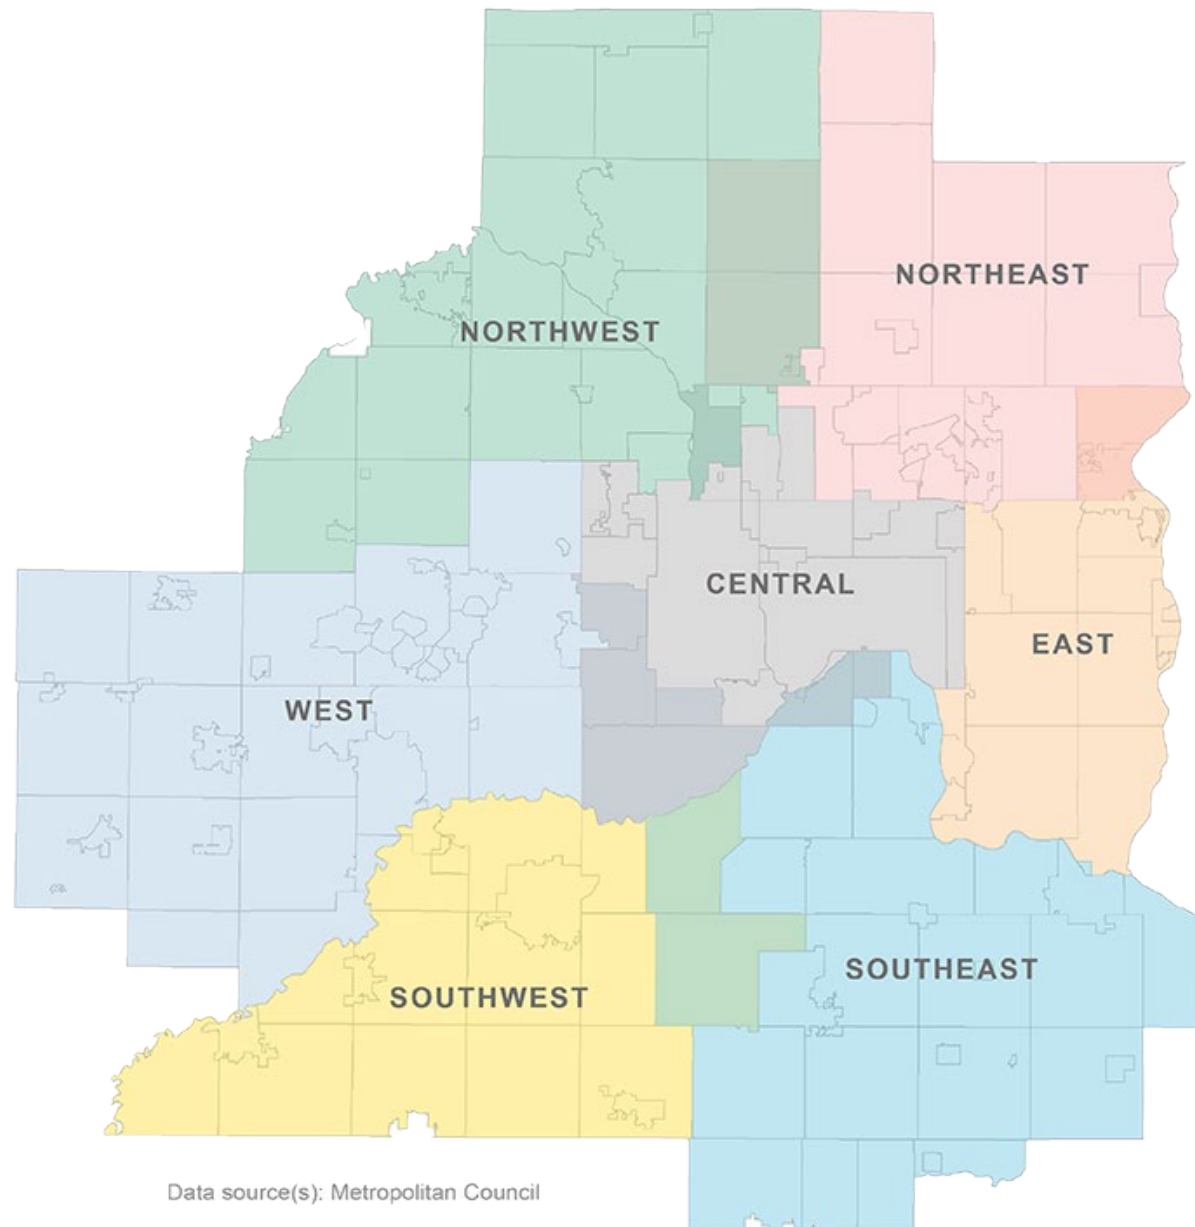 NORTHEAST
NORTHWEST
CENTRAL
EAST
WEST
SOUTHEAST
SOUTHWEST
Data source(s): Metropolitan Council